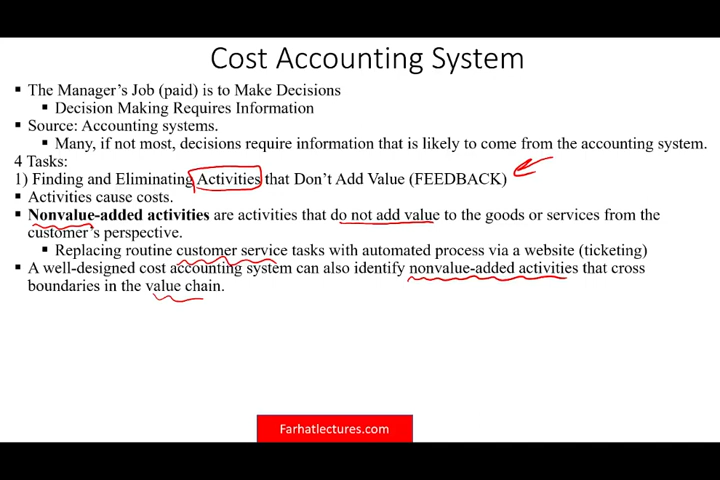 Cost Accounting System
▪ The Manager's Job (paid) is to Make Decisions
▪ Decision Making Requires Information
▪ Source: Accounting systems.
▪ Many, if not most, decisions require information that is likely to come from the accounting system.
4 Tasks:
1) Finding and Eliminating Activities that Don't Add Value (FEEDBACK)
▪ Activities cause costs.
▪ Nonvalue-added activities are activities that do not add value to the goods or services from the
customer's perspective.
▪ Replacing routine customer service tasks with automated process via a website (ticketing)
▪ A well-designed cost accounting system can also identify nonvalue-added activities that cross
boundaries in the value chain.
Farhatlectures.com